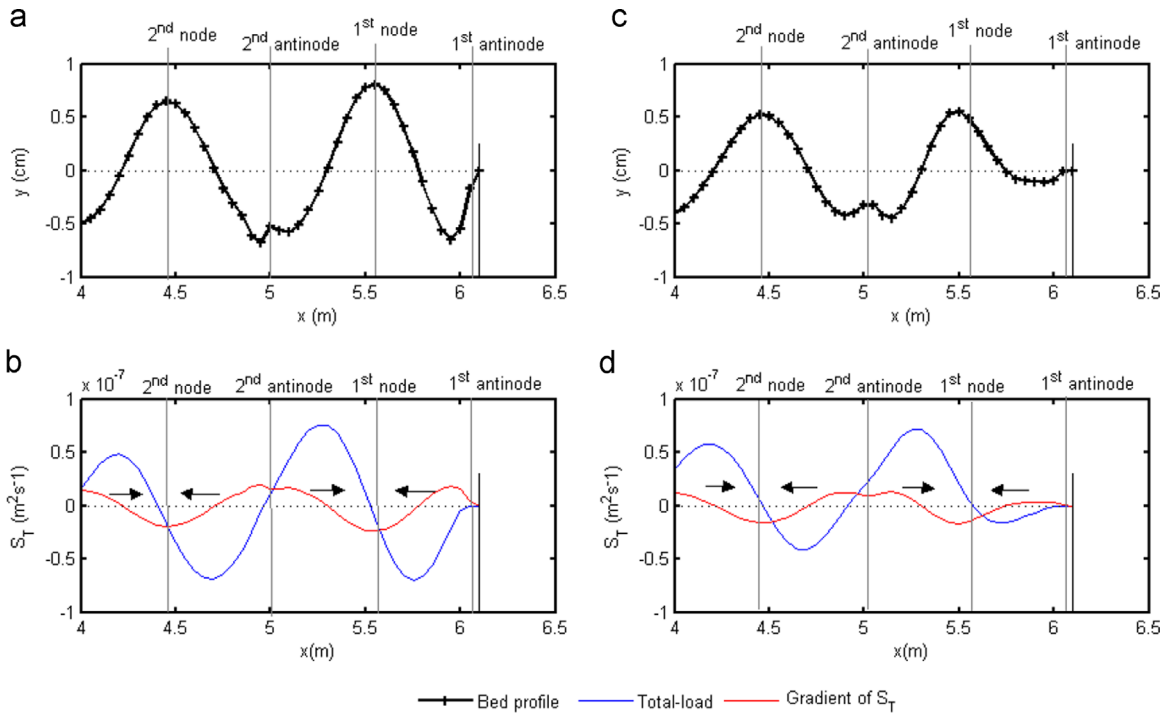 a
2nd node
2nd antinode
1st node
1st antinode
1
0.5
0
-0.5
-1
y (cm)
4
4.5
5
5.5
6
6.5
x (m)
c
2nd node
2nd antinode
1st node
1st antinode
1
0.5
0
-0.5
-1
y (cm)
4
4.5
5
5.5
6
6.5
x (m)
b
x 10-7
2nd node
2nd antinode
1st node
1st antinode
1
0.5
0
-0.5
-1
ST (m2s-1)
4
4.5
5
5.5
6
6.5
x(m)
d
x 10-7
2nd node
2nd antinode
1st node
1st antinode
1
0.5
0
-0.5
-1
ST (m2s-1)
4
4.5
5
5.5
6
6.5
x(m)
Bed profile
Total-load
Gradient of ST